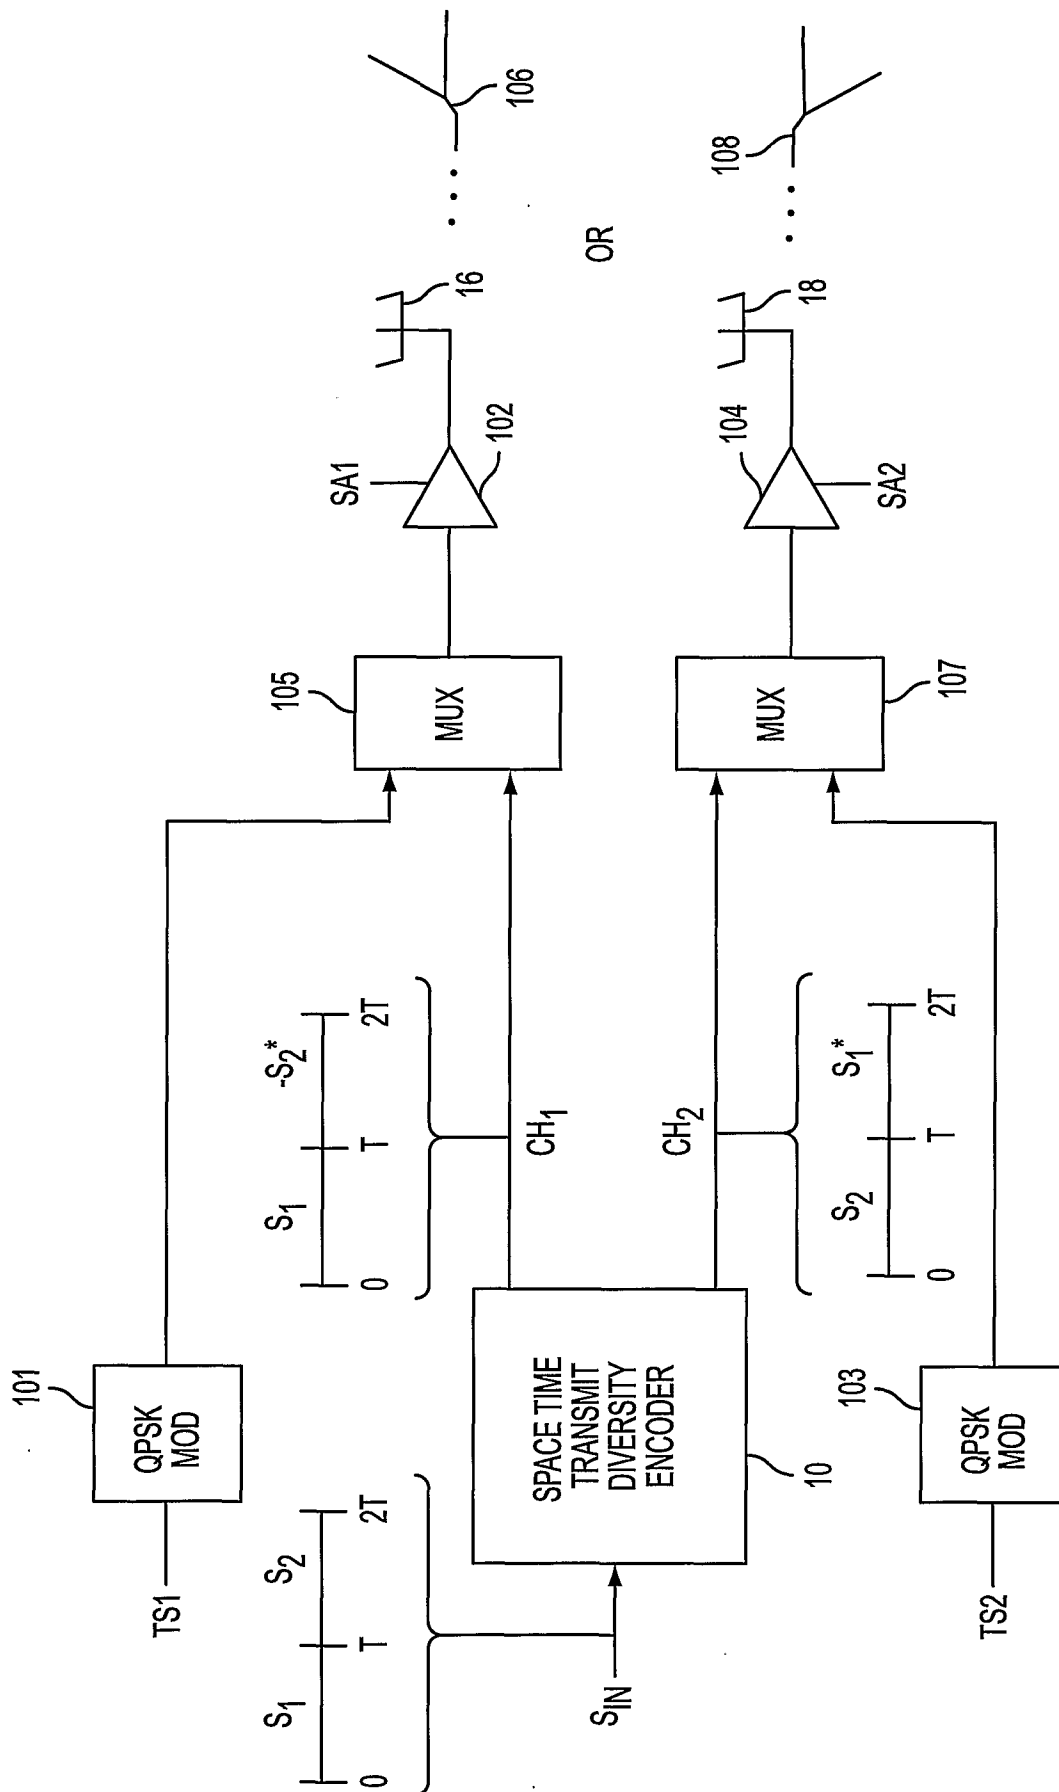 101
QPSK
MOD
TS1
S1
S2
0
T
2T
SIN
SPACE TIME
TRANSMIT
DIVERSITY
ENCODER
10
S1
-S2*
0
T
2T
CH1
CH2
S2
S1*
0
T
2T
103
QPSK
MOD
TS2
105
MUX
MUX
107
SA1
102
16
106
OR
104
SA2
18
108